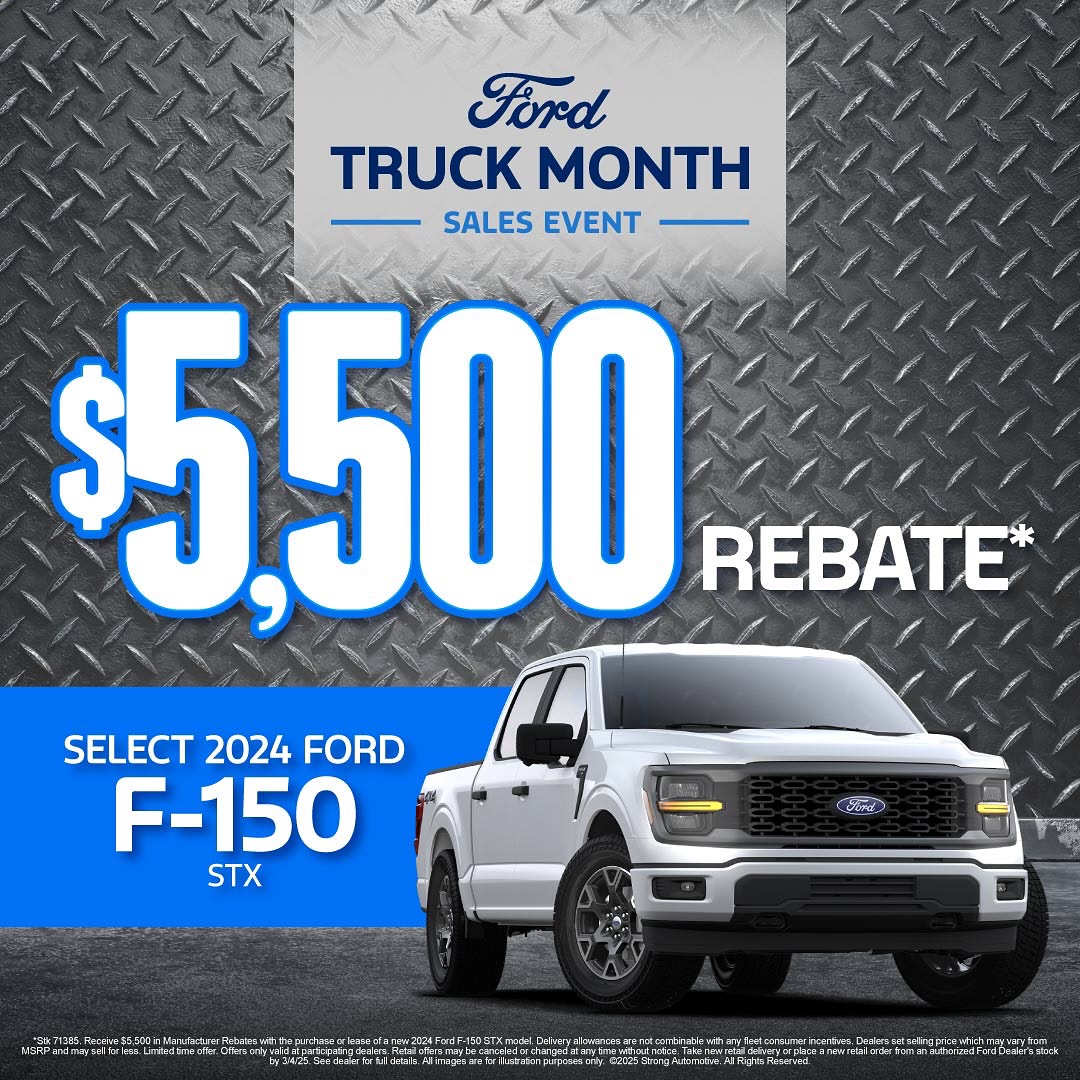 Ford
TRUCK MONTH
SALES EVENT
$5,500 REBATE*
SELECT 2024 FORD
F-150
STX
4X4
Ford
*Stk 71385. Receive $5,500 in Manufacturer Rebates with the purchase or lease of a new 2024 Ford F-150 STX model. Delivery allowances are not combinable with any fleet consumer incentives. Dealers set selling price which may vary from
MSRP and may sell for less. Limited time offer. Offers only valid at participating dealers. Retail offers may be canceled or changed at any time without notice. Take new retail delivery or place a new retail order from an authorized Ford Dealer's stock
by 3/4/25. See dealer for full details. All images are for illustration purposes only. ©2025 Strong Automotive. All Rights Reserved.